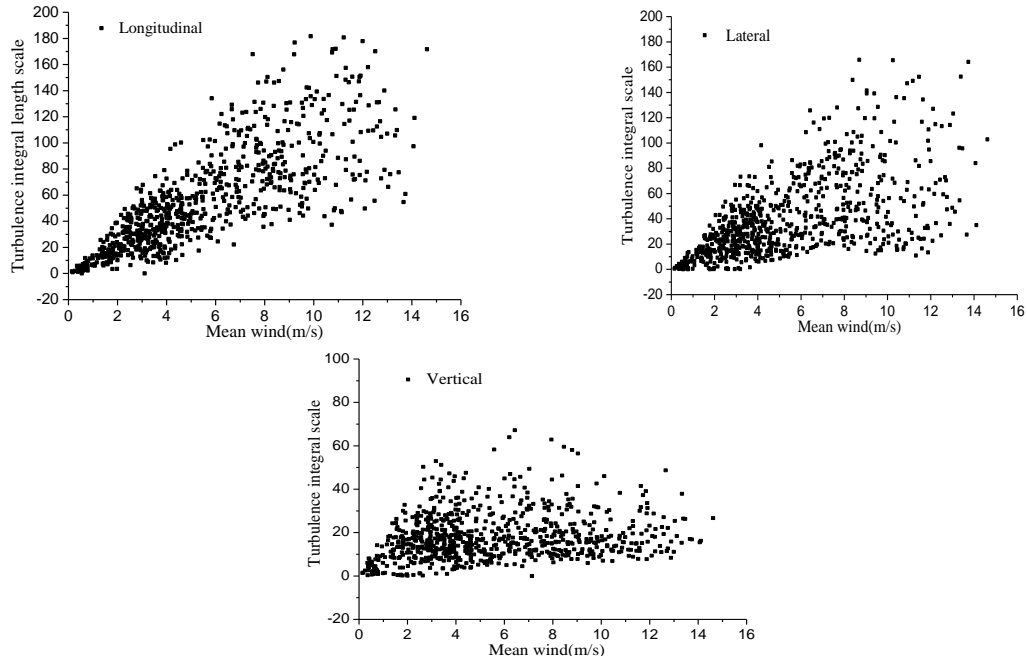 Longitudinal
Turbulence integral length scale
200
180
160
140
120
100
80
60
40
20
0
-20
0 2 4 6 8 10 12 14 16
Mean wind(m/s)
Lateral
Turbulence integral scale
200
180
160
140
120
100
80
60
40
20
0
-20
0 2 4 6 8 10 12 14 16
Mean wind(m/s)
Vertical
Turbulence integral scale
100
80
60
40
20
0
-20
0 2 4 6 8 10 12 14 16
Mean wind(m/s)